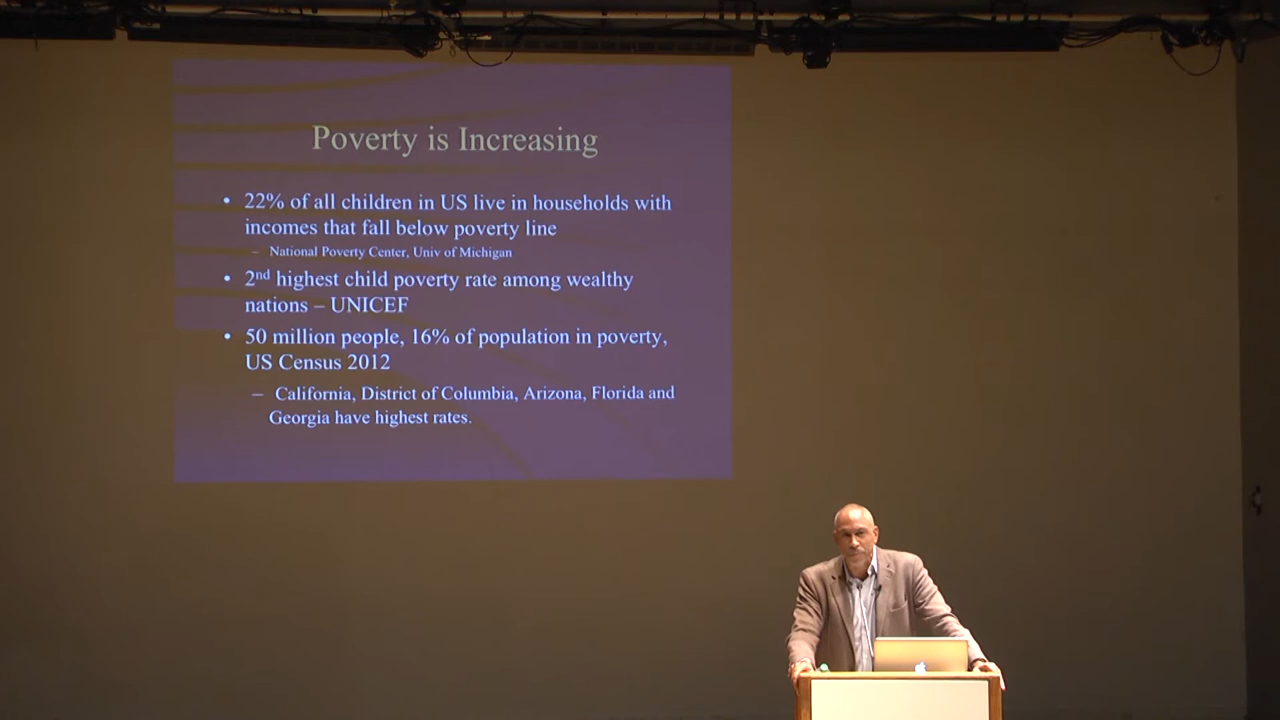 Poverty is Increasing
• 22% of all children in US live in households with
incomes that fall below poverty line
– National Poverty Center, Univ of Michigan
• 2nd highest child poverty rate among wealthy
nations – UNICEF
• 50 million people, 16% of population in poverty,
US Census 2012
– California, District of Columbia, Arizona, Florida and
Georgia have highest rates.